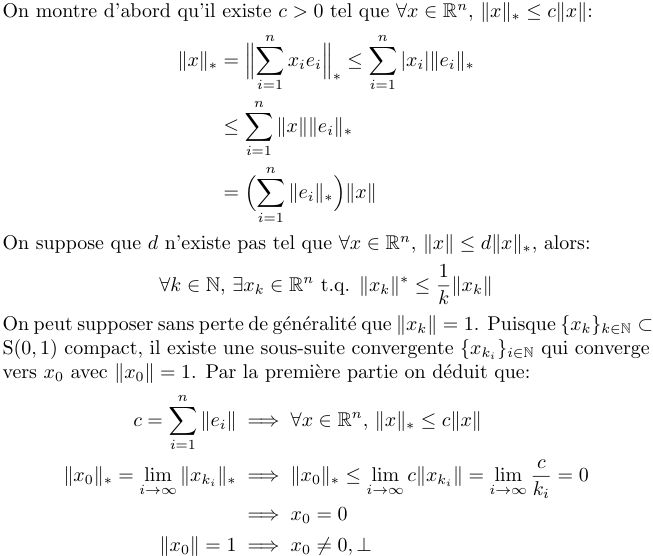 On montre d'abord qu'il existe c > 0 tel que ∀x ∈ ℝⁿ, ‖x‖∗ ≤ c‖x‖:
‖x‖∗ = ‖∑_{i=1}^{n} x_i e_i‖∗ ≤ ∑_{i=1}^{n} |x_i|‖e_i‖∗
≤ ∑_{i=1}^{n} ‖x‖‖e_i‖∗
= (∑_{i=1}^{n} ‖e_i‖∗)‖x‖
On suppose que d n'existe pas tel que ∀x ∈ ℝⁿ, ‖x‖ ≤ d‖x‖∗, alors:
∀k ∈ ℕ, ∃x_k ∈ ℝⁿ t.q. ‖x_k‖* ≤ \frac{1}{k}‖x_k‖
On peut supposer sans perte de généralité que ‖x_k‖ = 1. Puisque {x_k}_{k∈ℕ} ⊂
S(0, 1) compact, il existe une sous-suite convergente {x_{k_i}}_{i∈ℕ} qui converge
vers x_0 avec ‖x_0‖ = 1. Par la première partie on déduit que:
c = ∑_{i=1}^{n} ‖e_i‖ ⟹ ∀x ∈ ℝⁿ, ‖x‖∗ ≤ c‖x‖
‖x_0‖∗ = lim_{i→∞} ‖x_{k_i}‖∗ ⟹ ‖x_0‖∗ ≤ lim_{i→∞} c‖x_{k_i}‖ = lim_{i→∞} \frac{c}{k_i} = 0
⟹ x_0 = 0
‖x_0‖ = 1 ⟹ x_0 ≠ 0, ⊥